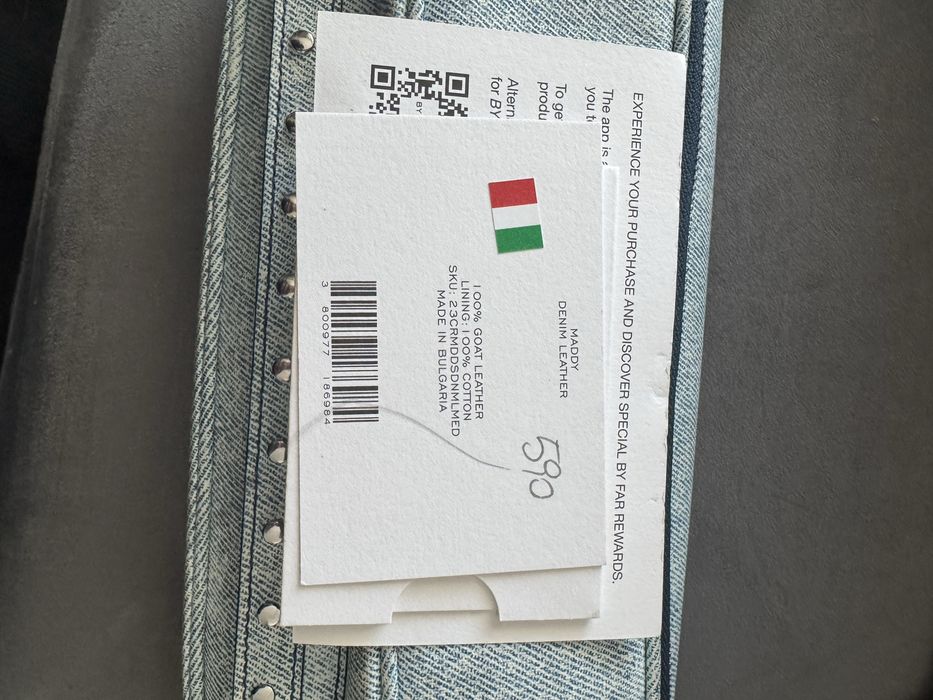 EXPERIENCE YOUR PURCHASE AND DISCOVER SPECIAL BY FAR REWARDS.
The app is
you
To ge
produ
Altern
for BY
BY
MADDY
DENIM LEATHER
590
100% GOAT LEATHER
LINING: 100% COTTON
SKU: 23CRMDDSDNMLMED
MADE IN BULGARIA
3 800977 186984